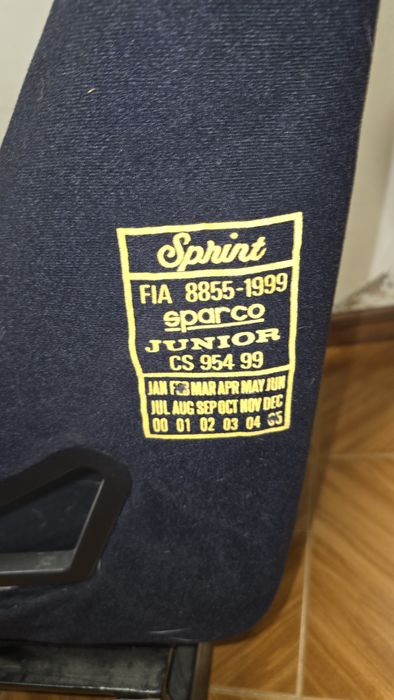 Sprint
FIA 8855-1999
sparco
JUNIOR
CS 954 99
JAN FEB MAR APR MAY JUN
JUL AUG SEP OCT NOV DEC
00 01 02 03 04 05